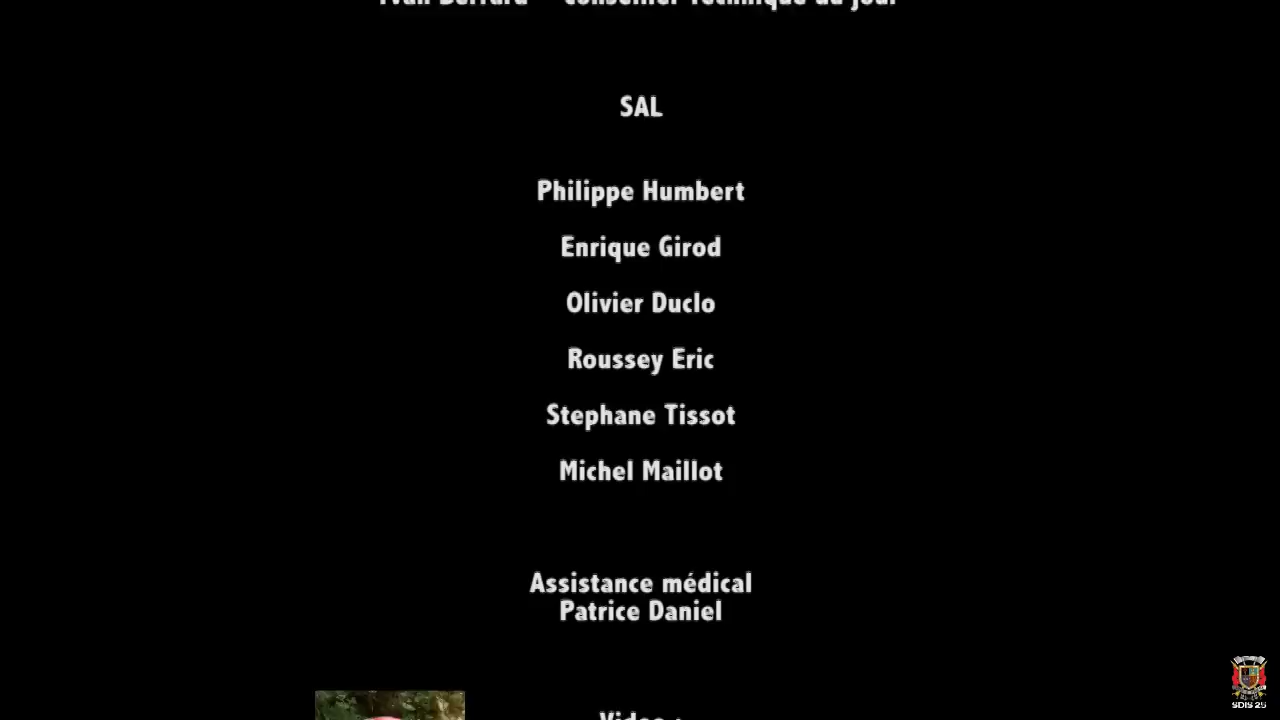 SAL
Philippe Humbert
Enrique Girod
Olivier Duclo
Roussey Eric
Stephane Tissot
Michel Maillot
Assistance médical
Patrice Daniel
Video :
SDIS 25